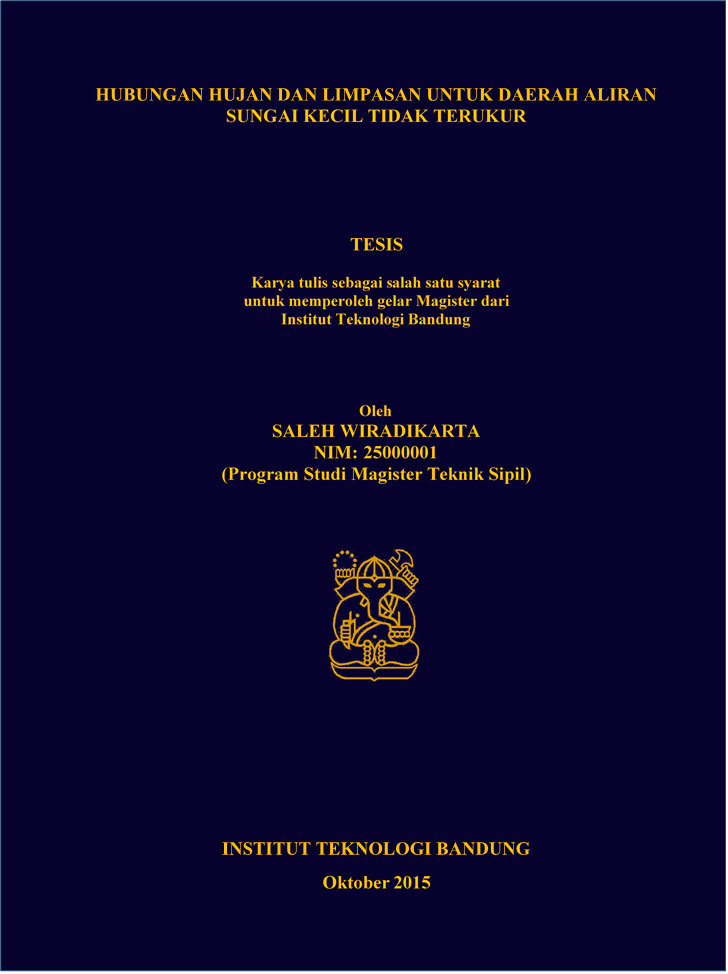 HUBUNGAN HUJAN DAN LIMPASAN UNTUK DAERAH ALIRAN
SUNGAI KECIL TIDAK TERUKUR
TESIS
Karya tulis sebagai salah satu syarat
untuk memperoleh gelar Magister dari
Institut Teknologi Bandung
Oleh
SALEH WIRADIKARTA
NIM: 25000001
(Program Studi Magister Teknik Sipil)
INSTITUT TEKNOLOGI BANDUNG
Oktober 2015